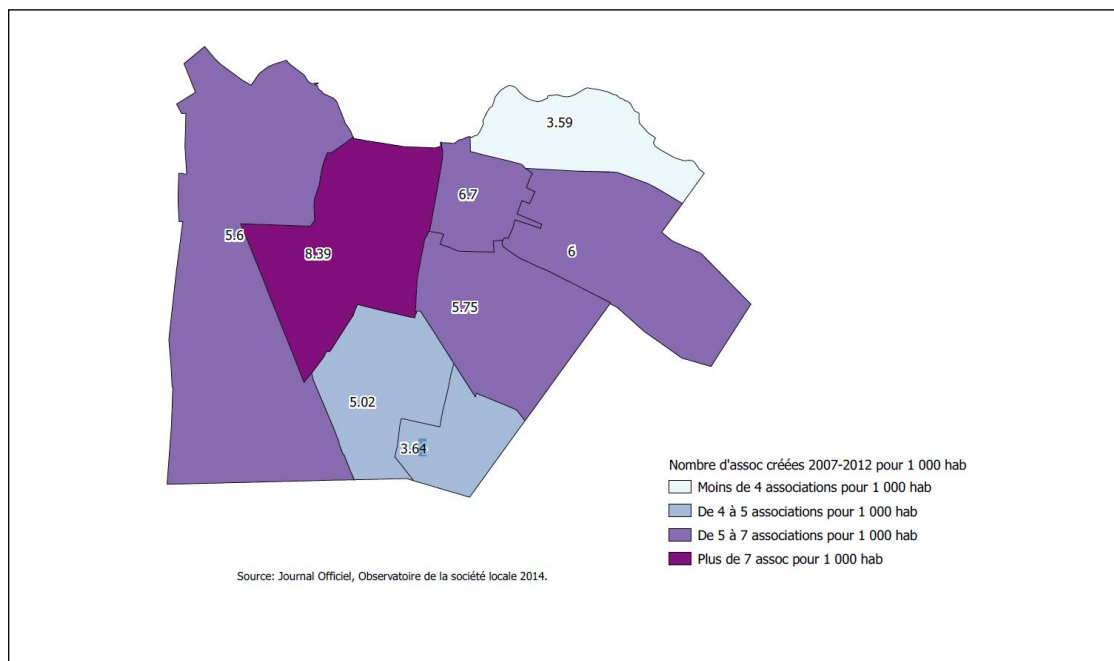 3.59
6.7
5.6
8.39
6
5.75
5.02
3.64
Nombre d'assoc créées 2007-2012 pour 1 000 hab
Moins de 4 associations pour 1 000 hab
De 4 à 5 associations pour 1 000 hab
De 5 à 7 associations pour 1 000 hab
Plus de 7 assoc pour 1 000 hab
Source: Journal Officiel, Observatoire de la société locale 2014.